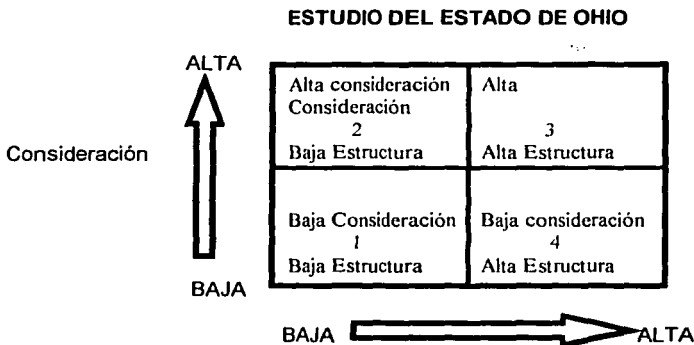 ESTUDIO DEL ESTADO DE OHIO
ALTA
Alta consideración
Consideración
2
Baja Estructura
Alta
3
Alta Estructura
Consideración
Baja Consideración
1
Baja Estructura
Baja consideración
4
Alta Estructura
BAJA
BAJA
ALTA